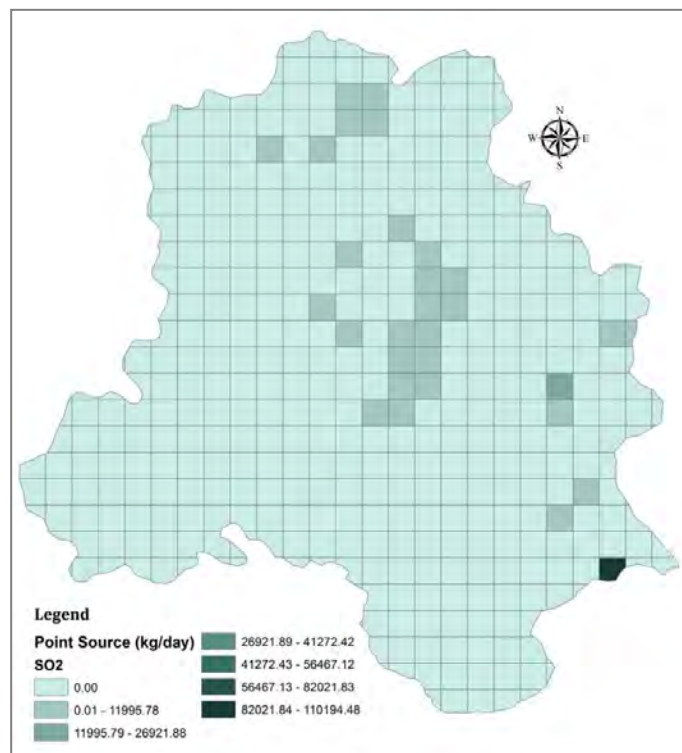 N
W E
S
Legend
Point Source (kg/day)
SO2
0.00
0.01 - 11995.78
11995.79 - 26921.88
26921.89 - 41272.42
41272.43 - 56467.12
56467.13 - 82021.83
82021.84 - 110194.48